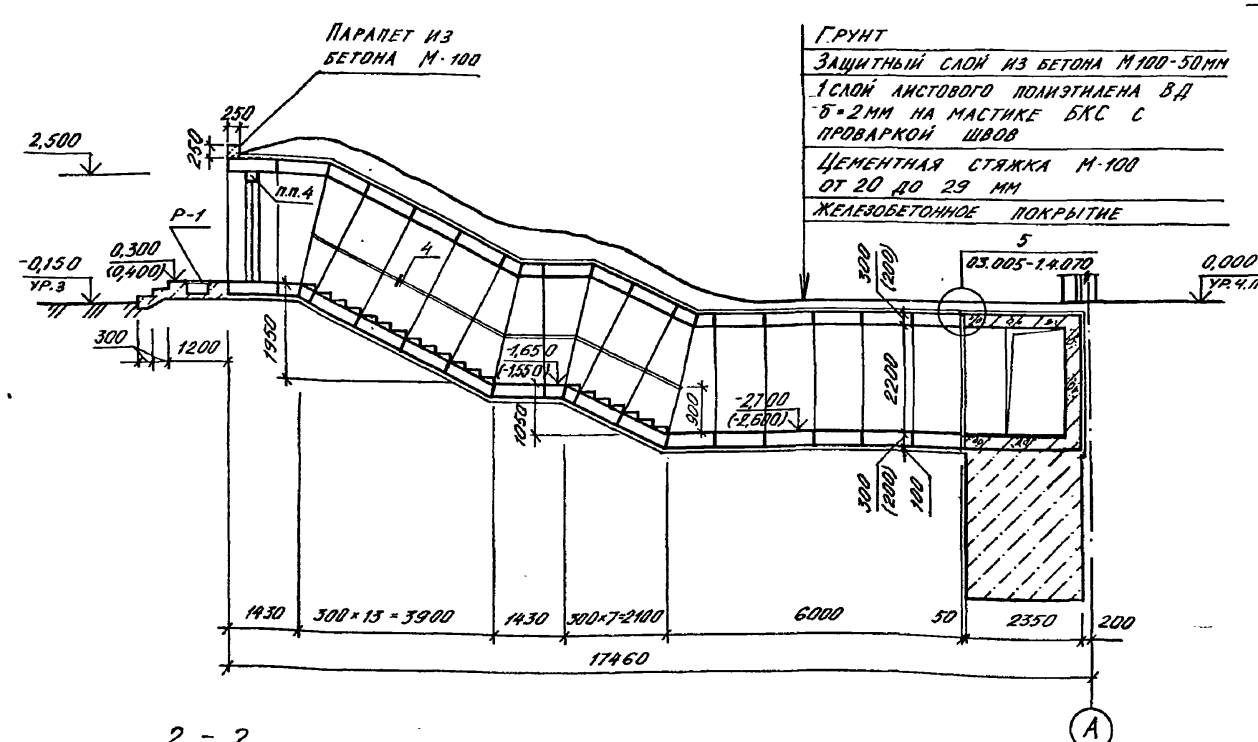 ПАРАПЕТ ИЗ
БЕТОНА М-100
ГРУНТ
ЗАЩИТНЫЙ СЛОЙ ИЗ БЕТОНА М100-50ММ
1 СЛОЙ ЛИСТОВОГО ПОЛИЭТИЛЕНА ВД
δ=2ММ НА МАСТИКЕ БКС С
ПРОВАРКОЙ ШВОВ
ЦЕМЕНТНАЯ СТЯЖКА М-100
ОТ 20 ДО 29 ММ
ЖЕЛЕЗОБЕТОННОЕ ПОКРЫТИЕ
250
250
2,500
П.П.4
Р-1
0,300
(0,400)
-0,150
УР.З
4
5
03.005-1.4.070
0,000
УР.Ч.П
300
(200)
300
1200
1950
-1,650
(-1,550)
1050
900
-2,700
(-2,600)
2200
300
(200)
100
1430
300×13=3900
1430
300×7=2100
6000
50
2350
200
17460
А
2-2